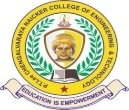 P.T.LEE CHENGALVARAYA NAICKER COLLEGE OF ENGINEERING & TECHNOLOGY
EDUCATION IS EMPOWERMENT